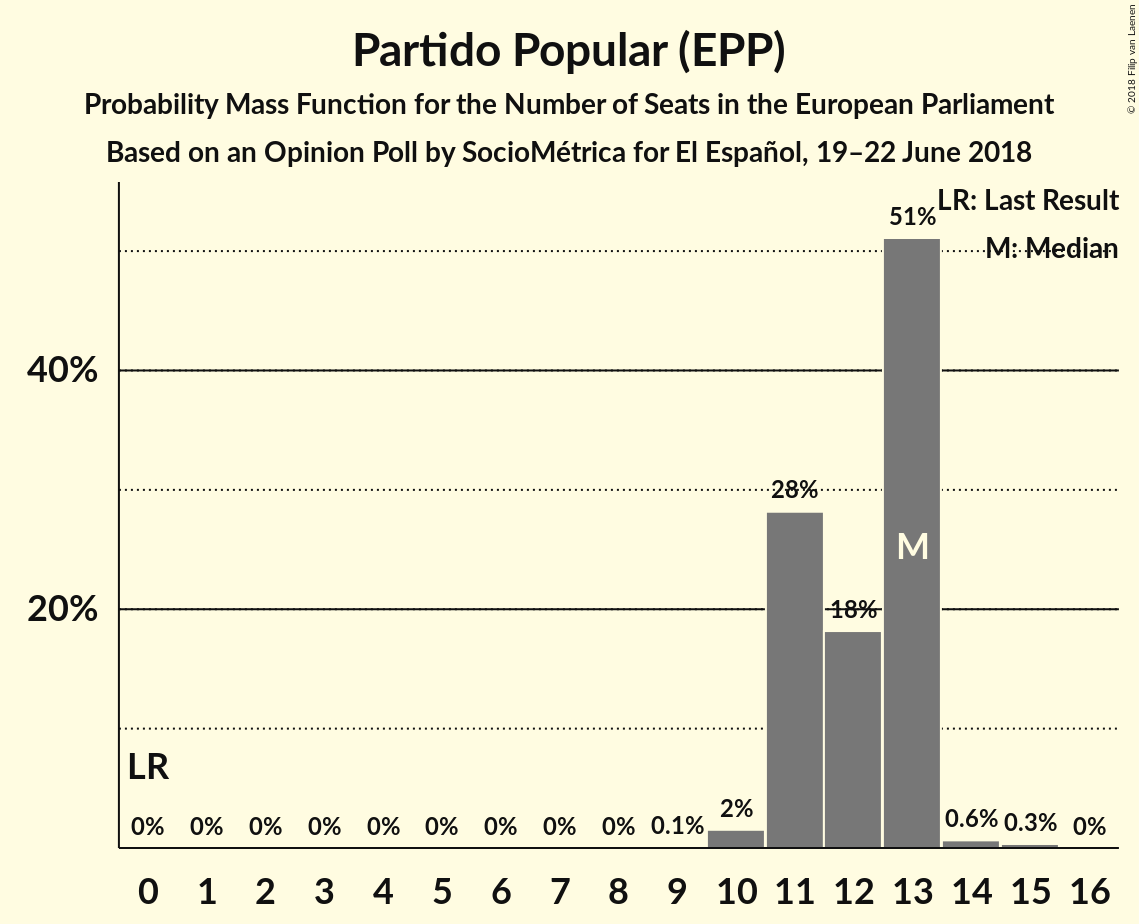 Partido Popular (EPP)
Probability Mass Function for the Number of Seats in the European Parliament
Based on an Opinion Poll by SocioMétrica for El Español, 19–22 June 2018
© 2018 Filip van Laenen
LR: Last Result
M: Median
51%
40%
28%
M
20%
18%
LR
0% 0% 0% 0% 0% 0% 0% 0% 0% 0.1% 2% 0.6% 0.3% 0%
0 1 2 3 4 5 6 7 8 9 10 11 12 13 14 15 16